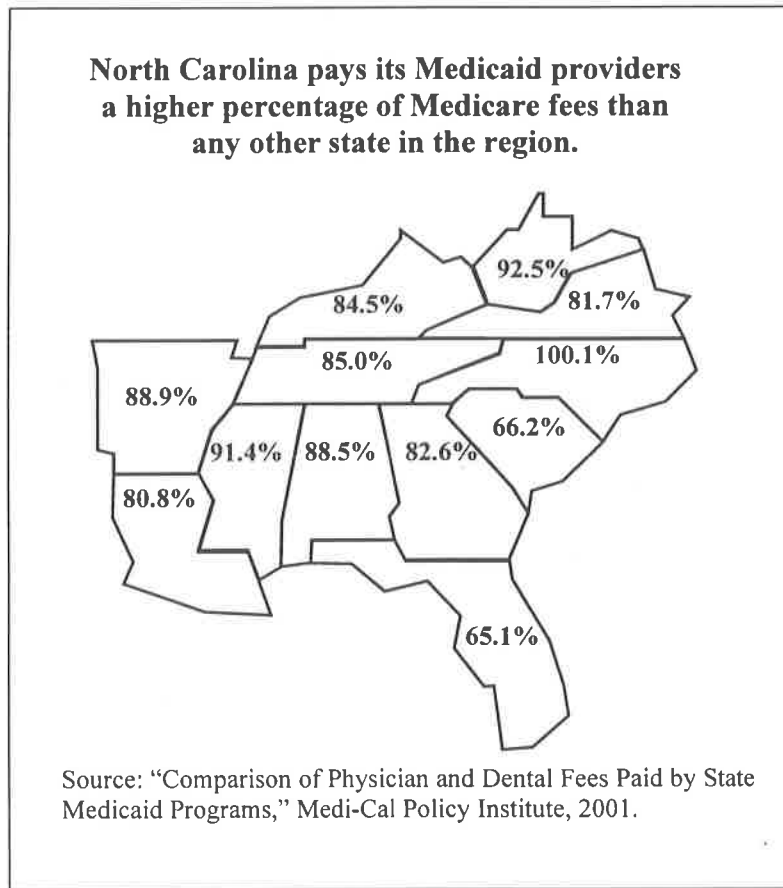 North Carolina pays its Medicaid providers
a higher percentage of Medicare fees than
any other state in the region.
92.5%
84.5%
81.7%
85.0%
100.1%
88.9%
66.2%
91.4%
88.5%
82.6%
80.8%
65.1%
Source: “Comparison of Physician and Dental Fees Paid by State
Medicaid Programs,” Medi-Cal Policy Institute, 2001.